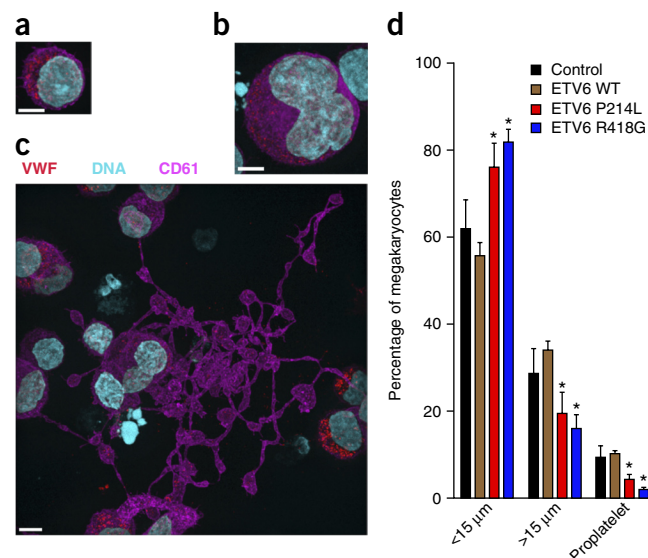 a
b
c
VWF DNA CD61
d
Percentage of megakaryocytes
100
80
60
40
20
0
Control
ETV6 WT
ETV6 P214L
ETV6 R418G
* *
* *
* *
<15 µm
>15 µm
Proplatelet